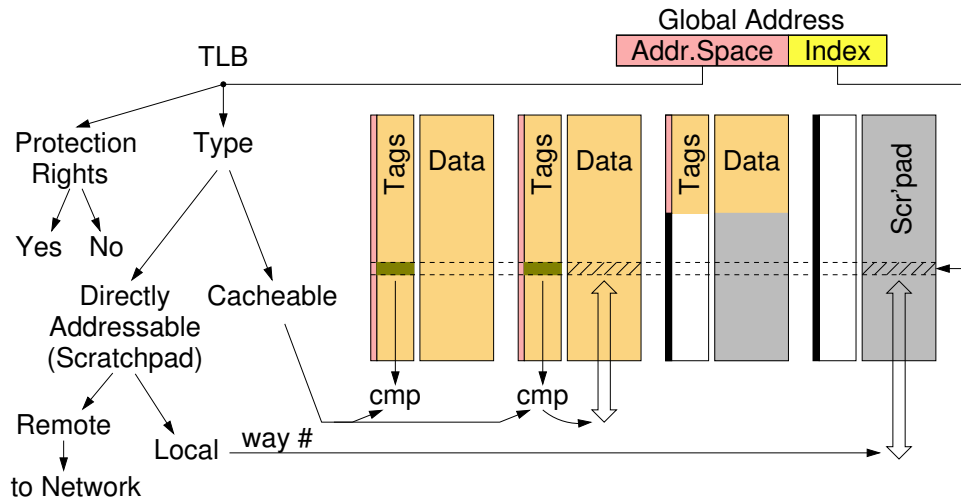 Global Address
Addr.Space Index
TLB
Protection
Rights
Type
Yes No
Tags Data Tags Data Tags Data Scr'pad
Directly
Addressable
(Scratchpad)
Cacheable
cmp cmp
Remote
Local
way #
to Network